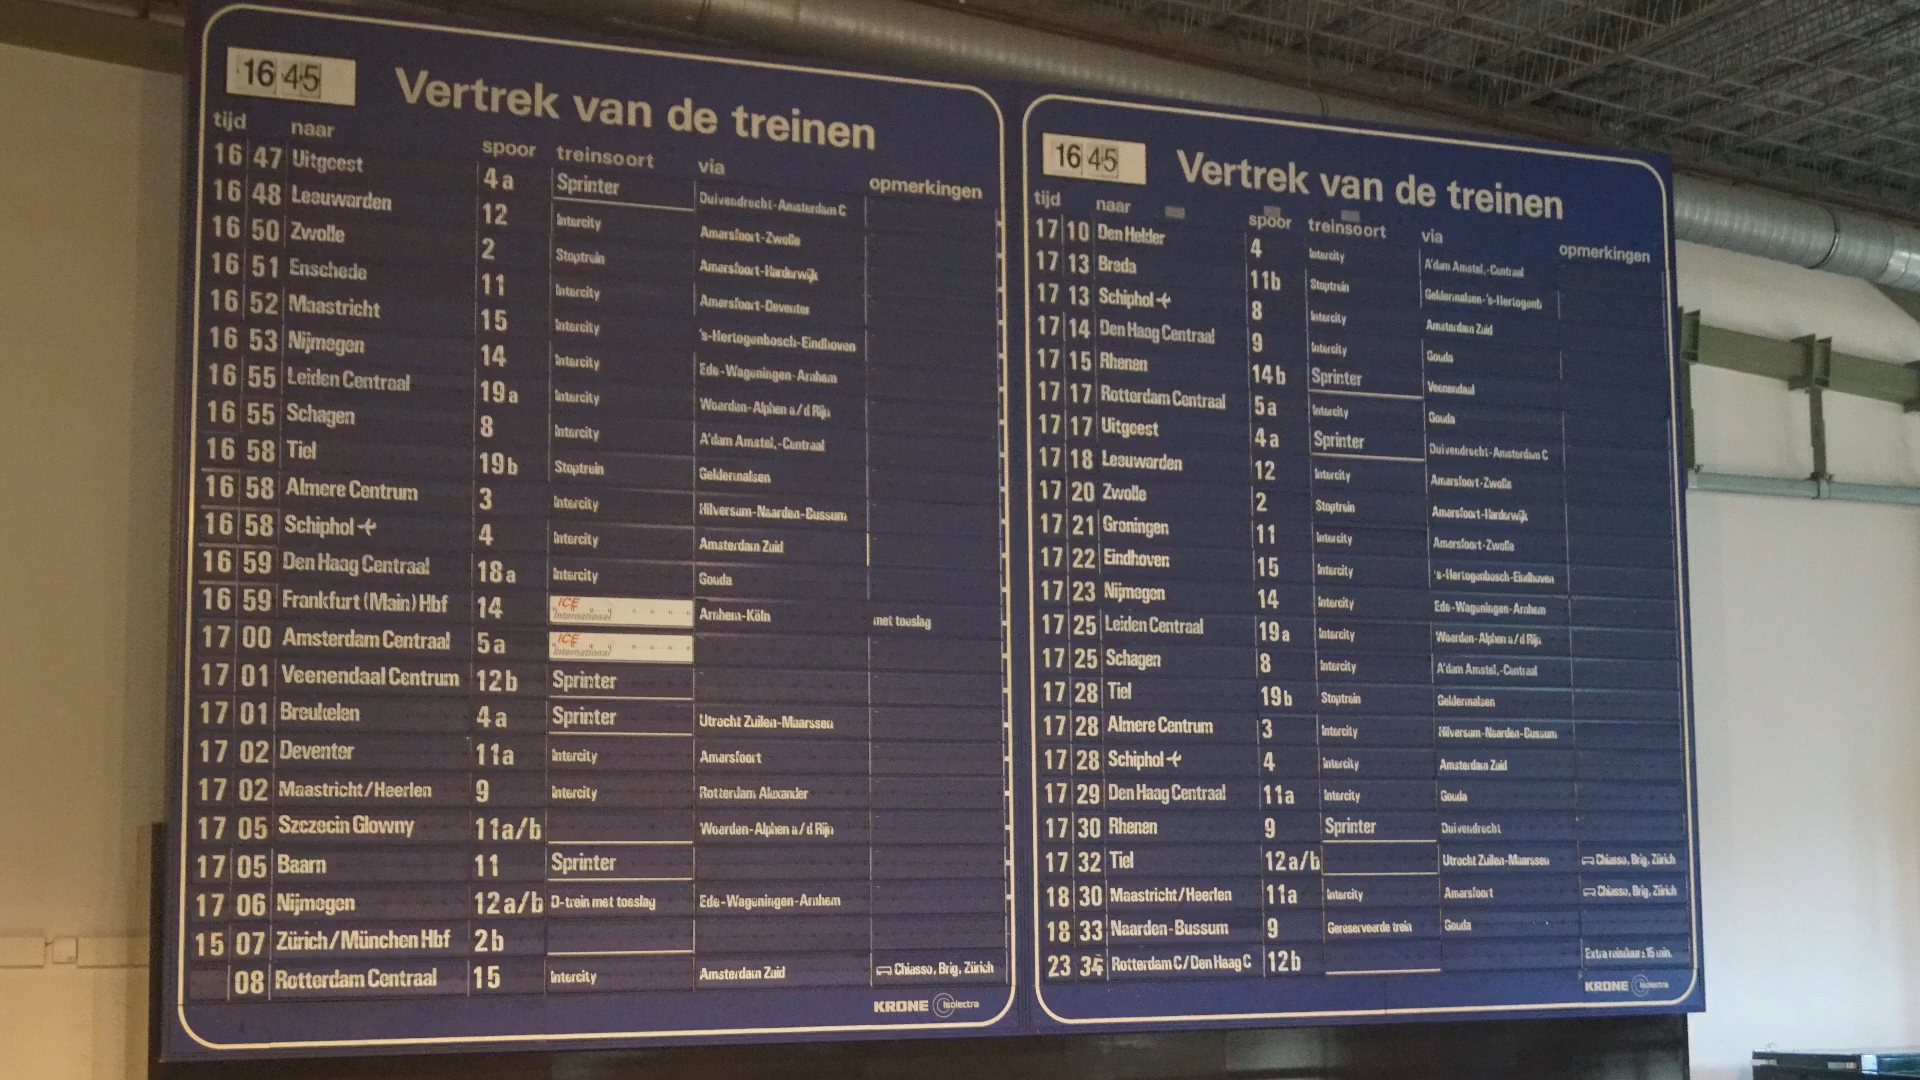 16 45
Vertrek van de treinen
tijd naar spoor treinsoort via opmerkingen
16 47 Uitgeest 4a Sprinter Duivendrecht-Amsterdam C
16 48 Leeuwarden 12 Intercity Amersfoort-Zwolle
16 50 Zwolle 2 Stoptrein Amersfoort-Harderwijk
16 51 Enschede 11 Intercity Amersfoort-Deventer
16 52 Maastricht 15 Intercity 's-Hertogenbosch-Eindhoven
16 53 Nijmegen 14 Intercity Ede-Wageningen-Arnhem
16 55 Leiden Centraal 19a Intercity Woerden-Alphen a/d Rijn
16 55 Schagen 8 Intercity A'dam Amstel,-Centraal
16 58 Tiel 19b Stoptrein Geldermalsen
16 58 Almere Centrum 3 Intercity Hilversum-Naarden-Bussum
16 58 Schiphol 4 Intercity Amsterdam Zuid
16 59 Den Haag Centraal 18a Intercity Gouda
16 59 Frankfurt (Main) Hbf 14 ICE International Arnhem-Köln met toeslag
17 00 Amsterdam Centraal 5a ICE International
17 01 Veenendaal Centrum 12b Sprinter
17 01 Breukelen 4a Sprinter Utrecht Zuilen-Maarssen
17 02 Deventer 11a Intercity Amersfoort
17 02 Maastricht/Heerlen 9 Intercity Rotterdam Alexander
17 05 Szczecin Glowny 11a/b Woerden-Alphen a/d Rijn
17 05 Baarn 11 Sprinter
17 06 Nijmegen 12a/b D-trein met toeslag Ede-Wageningen-Arnhem
15 07 Zürich/München Hbf 2b
08 Rotterdam Centraal 15 Intercity Amsterdam Zuid Chiasso, Brig, Zürich
KRONE isolectra
16 45
Vertrek van de treinen
tijd naar spoor treinsoort via opmerkingen
17 10 Den Helder 4 Intercity A'dam Amstel,-Centraal
17 13 Breda 11b Stoptrein Geldermalsen-'s-Hertogenb
17 13 Schiphol 8 Intercity Amsterdam Zuid
17 14 Den Haag Centraal 9 Intercity Gouda
17 15 Rhenen 14b Sprinter Veenendaal
17 17 Rotterdam Centraal 5a Intercity Gouda
17 17 Uitgeest 4a Sprinter Duivendrecht-Amsterdam C
17 18 Leeuwarden 12 Intercity Amersfoort-Zwolle
17 20 Zwolle 2 Stoptrein Amersfoort-Harderwijk
17 21 Groningen 11 Intercity Amersfoort-Zwolle
17 22 Eindhoven 15 Intercity 's-Hertogenbosch-Eindhoven
17 23 Nijmegen 14 Intercity Ede-Wageningen-Arnhem
17 25 Leiden Centraal 19a Intercity Woerden-Alphen a/d Rijn
17 25 Schagen 8 Intercity A'dam Amstel,-Centraal
17 28 Tiel 19b Stoptrein Geldermalsen
17 28 Almere Centrum 3 Intercity Hilversum-Naarden-Bussum
17 28 Schiphol 4 Intercity Amsterdam Zuid
17 29 Den Haag Centraal 11a Intercity Gouda
17 30 Rhenen 9 Sprinter Duivendrecht
17 32 Tiel 12a/b Utrecht Zuilen-Maarssen Chiasso, Brig, Zürich
18 30 Maastricht/Heerlen 11a Intercity Amersfoort Chiasso, Brig, Zürich
18 33 Naarden-Bussum 9 Gereserveerde trein Gouda
23 34 Rotterdam C/Den Haag C 12b Extra reisduur ± 15 min.
KRONE isolectra